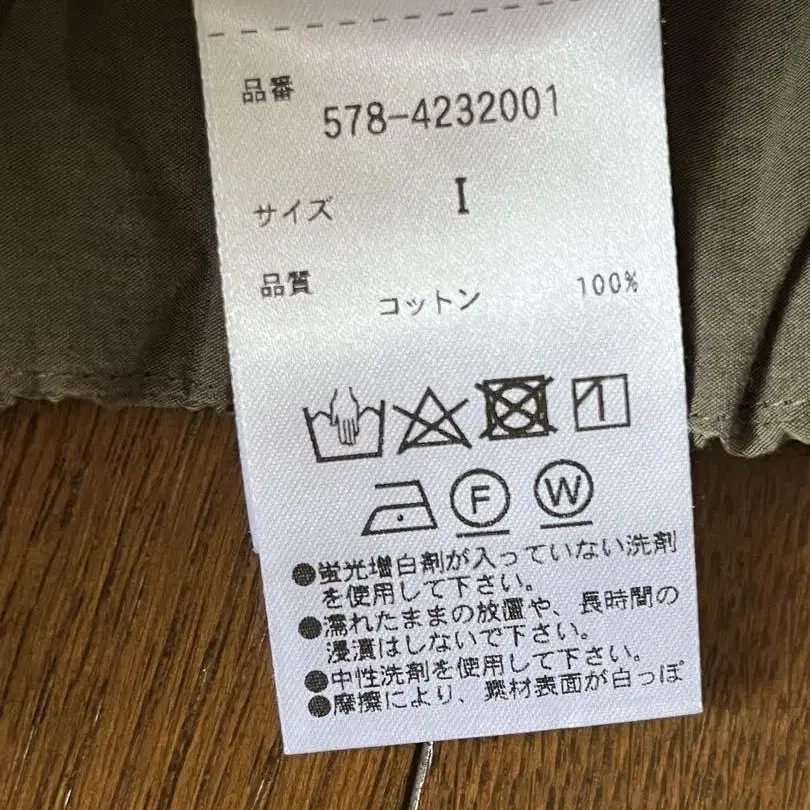 品番
578-4232001
サイズ I
品質
コットン 100%
F W
●蛍光増白剤が入っていない洗剤
を使用して下さい。
●濡れたままの放置や、長時間の
浸漬はしないで下さい。
●中性洗剤を使用して下さい。
●摩擦により、素材表面が白っぽ